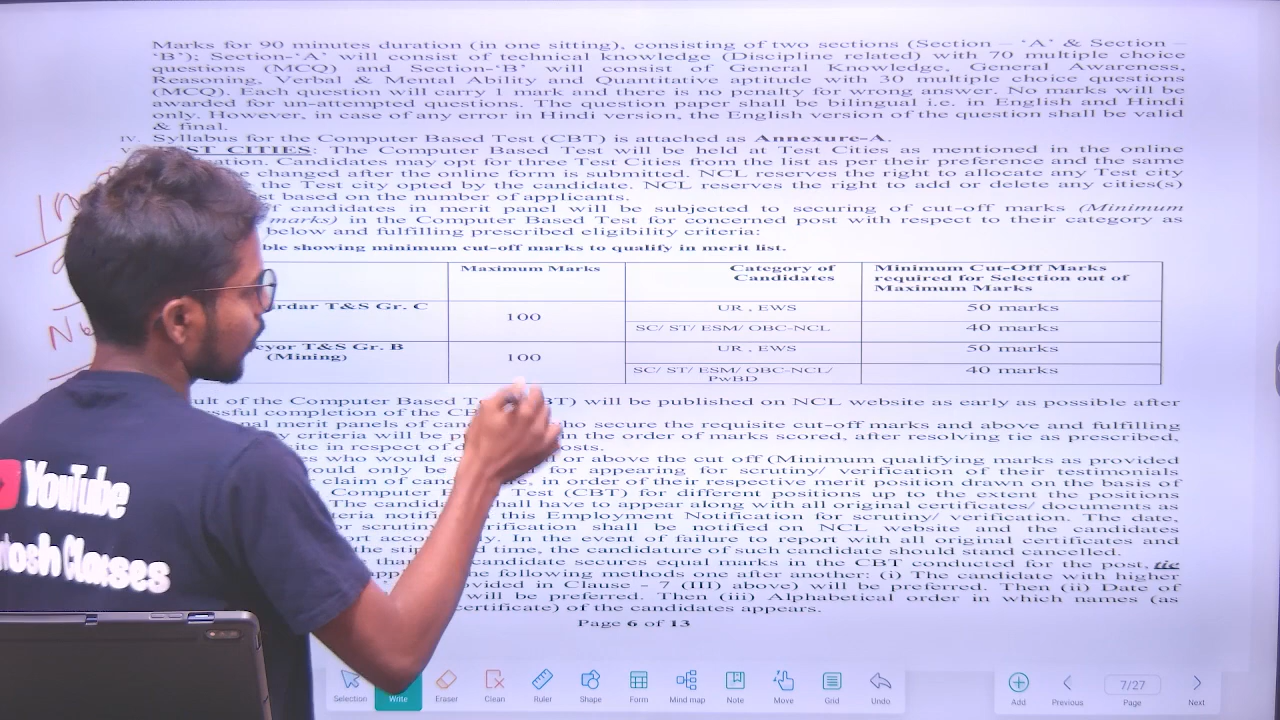 Marks for 90 minutes duration (in one sitting), consisting of two sections (Section – 'A' & Section –
'B'); Section-'A' will consist of technical knowledge (Discipline related) with 70 multiple choice
questions (MCQ) and Section-'B' will consist of General Knowledge, General Awareness,
Reasoning, Verbal & Mental Ability and Quantitative aptitude with 30 multiple choice questions
(MCQ). Each question will carry 1 mark and there is no penalty for wrong answer. No marks will be
awarded for un-attempted questions. The question paper shall be bilingual i.e. in English and Hindi
only. However, in case of any error in Hindi version, the English version of the question shall be valid
& final.
IV. Syllabus for the Computer Based Test (CBT) is attached as Annexure-A.
CITIES: The Computer Based Test will be held at Test Cities as mentioned in the online
Candidates may opt for three Test Cities from the list as per their preference and the same
changed after the online form is submitted. NCL reserves the right to allocate any Test city
the Test city opted by the candidate. NCL reserves the right to add or delete any cities(s)
based on the number of applicants.
candidates in merit panel will be subjected to securing of cut-off marks (Minimum
marks) in the Computer Based Test for concerned post with respect to their category as
below and fulfilling prescribed eligibility criteria:
showing minimum cut-off marks to qualify in merit list.
Maximum Marks Category of Candidates Minimum Cut-Off Marks required for Selection out of Maximum Marks
T&S Gr. C 100 UR , EWS 50 marks
SC/ ST/ ESM/ OBC-NCL 40 marks
T&S Gr. B (Mining) 100 UR , EWS 50 marks
SC/ ST/ ESM/ OBC-NCL/ PwBD 40 marks
of the Computer Based will be published on NCL website as early as possible after
completion of the
merit panels of who secure the requisite cut-off marks and above and fulfilling
criteria will be in the order of marks scored, after resolving tie as prescribed,
in respect of
who would or above the cut off (Minimum qualifying marks as provided
would only be for appearing for scrutiny/ verification of their testimonials
claim of in order of their respective merit position drawn on the basis of
Computer Test (CBT) for different positions up to the extent the positions
The shall have to appear along with all original certificates/ documents as
this Employment Notification for scrutiny/ verification. The date,
shall be notified on NCL website and the candidates
In the event of failure to report with all original certificates and
the time, the candidature of such candidate should stand cancelled.
candidate secures equal marks in the CBT conducted for the post, tie
following methods one after another: (i) The candidate with higher
in Clause – 7 (III) above) will be preferred. Then (ii) Date of
will be preferred. Then (iii) Alphabetical order in which names (as
certificate) of the candidates appears.
Page 6 of 13
YouTube
Classes
Selection Write Eraser Clean Ruler Shape Form Mind map Note Move Grid Undo Add Previous 7/27 Page Next